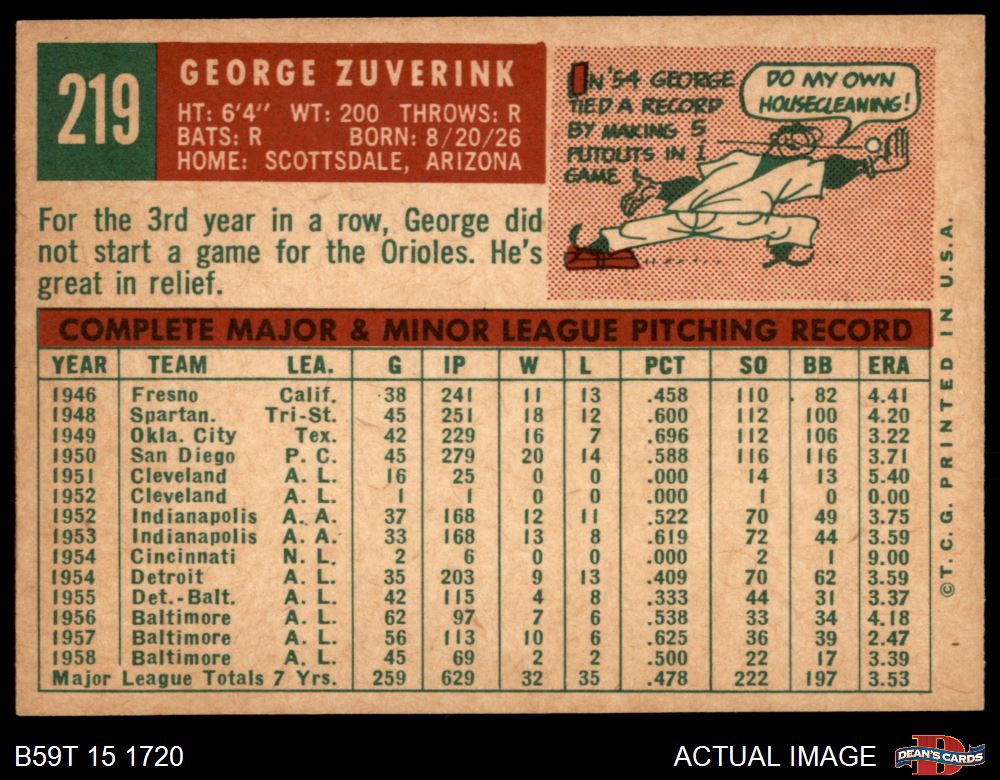 219
GEORGE ZUVERINK
HT: 6'4" WT: 200 THROWS: R
BATS: R BORN: 8/20/26
HOME: SCOTTSDALE, ARIZONA
IN '54 GEORGE
TIED A RECORD
BY MAKING 5
PUTOUTS IN 1
GAME
DO MY OWN
HOUSECLEANING!
For the 3rd year in a row, George did
not start a game for the Orioles. He's
great in relief.
COMPLETE MAJOR & MINOR LEAGUE PITCHING RECORD
YEAR TEAM LEA. G IP W L PCT SO BB ERA
1946 Fresno Calif. 38 241 11 13 .458 110 82 4.41
1948 Spartan. Tri-St. 45 251 18 12 .600 112 100 4.20
1949 Okla. City Tex. 42 229 16 7 .696 112 106 3.22
1950 San Diego P. C. 45 279 20 14 .588 116 116 3.71
1951 Cleveland A. L. 16 25 0 0 .000 14 13 5.40
1952 Cleveland A. L. 1 1 0 0 .000 1 0 0.00
1952 Indianapolis A. A. 37 168 12 11 .522 70 49 3.75
1953 Indianapolis A. A. 33 168 13 8 .619 72 44 3.59
1954 Cincinnati N. L. 2 6 0 0 .000 2 1 9.00
1954 Detroit A. L. 35 203 9 13 .409 70 62 3.59
1955 Det.-Balt. A. L. 42 115 4 8 .333 44 31 3.37
1956 Baltimore A. L. 62 97 7 6 .538 33 34 4.18
1957 Baltimore A. L. 56 113 10 6 .625 36 39 2.47
1958 Baltimore A. L. 45 69 2 2 .500 22 17 3.39
Major League Totals 7 Yrs. 259 629 32 35 .478 222 197 3.53
©T. C. G. PRINTED IN U.S.A.
B59T 15 1720
ACTUAL IMAGE
DEAN'S CARDS